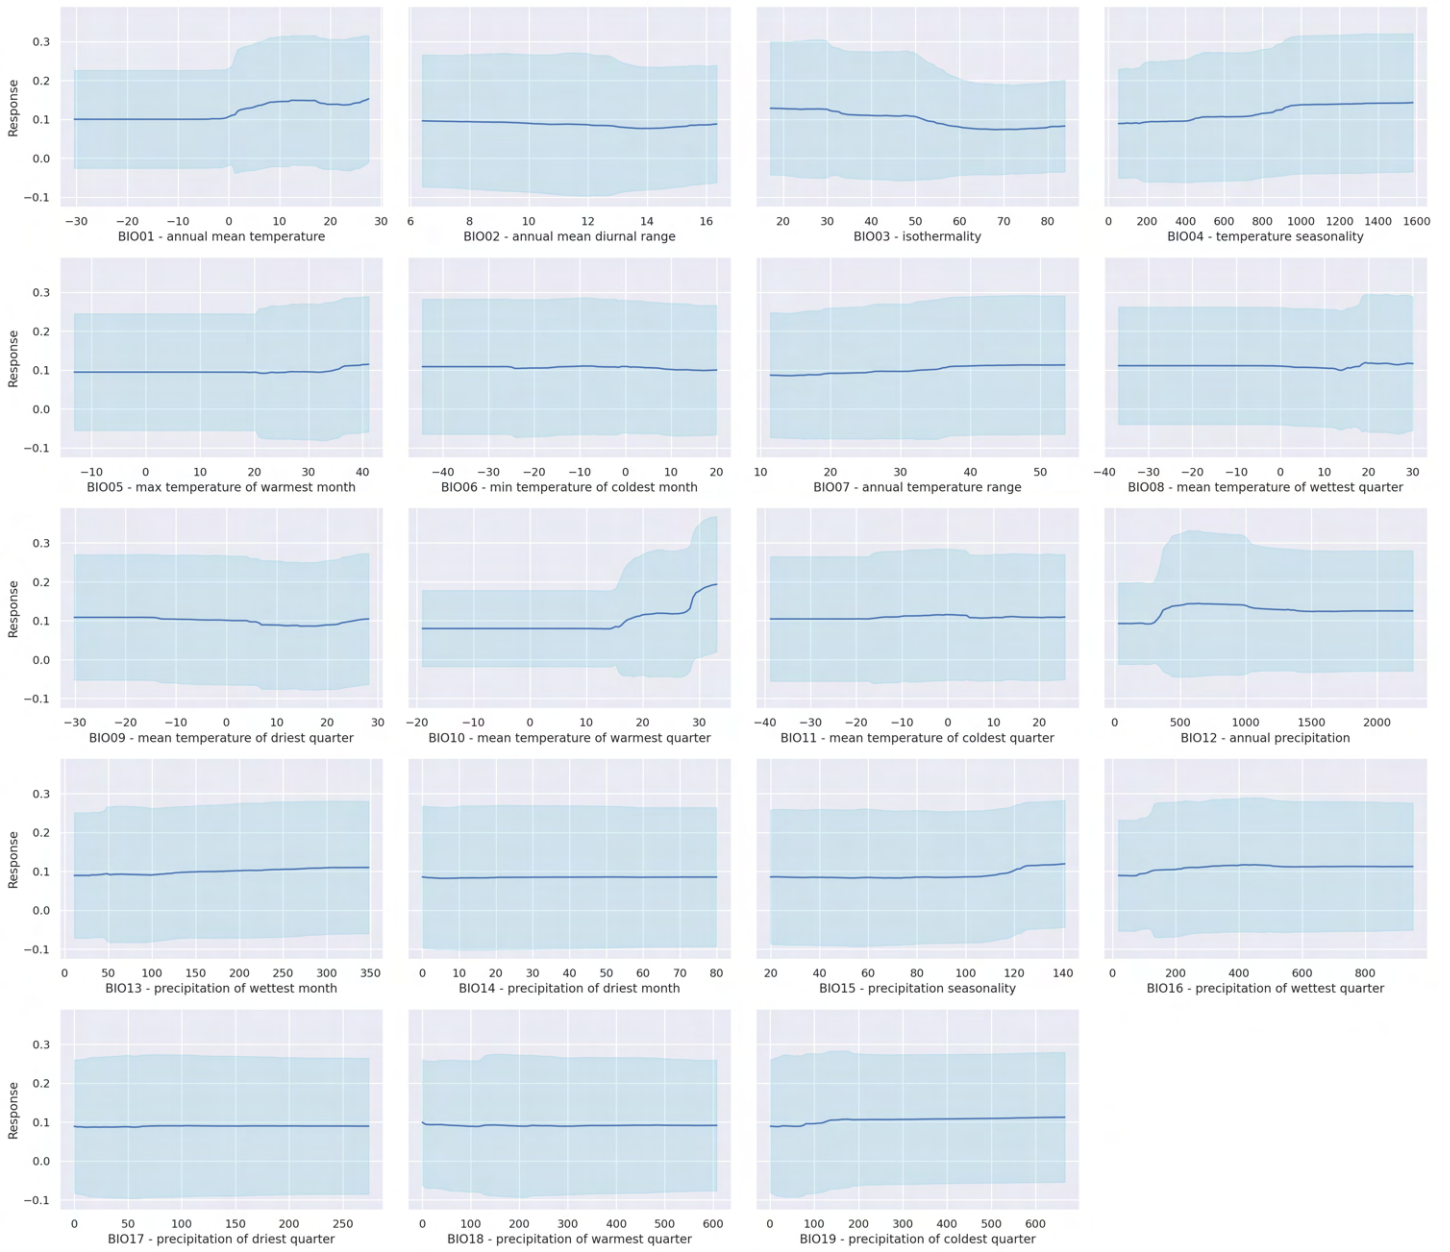 Response
0.3
0.2
0.1
0.0
−0.1
−30 −20 −10 0 10 20 30
BIO01 - annual mean temperature
6 8 10 12 14 16
BIO02 - annual mean diurnal range
20 30 40 50 60 70 80
BIO03 - isothermality
0 200 400 600 800 1000 1200 1400 1600
BIO04 - temperature seasonality
Response
0.3
0.2
0.1
0.0
−0.1
−10 0 10 20 30 40
BIO05 - max temperature of warmest month
−40 −30 −20 −10 0 10 20
BIO06 - min temperature of coldest month
10 20 30 40 50
BIO07 - annual temperature range
−40 −30 −20 −10 0 10 20 30
BIO08 - mean temperature of wettest quarter
Response
0.3
0.2
0.1
0.0
−0.1
−30 −20 −10 0 10 20 30
BIO09 - mean temperature of driest quarter
−20 −10 0 10 20 30
BIO10 - mean temperature of warmest quarter
−40 −30 −20 −10 0 10 20
BIO11 - mean temperature of coldest quarter
0 500 1000 1500 2000
BIO12 - annual precipitation
Response
0.3
0.2
0.1
0.0
−0.1
0 50 100 150 200 250 300 350
BIO13 - precipitation of wettest month
0 10 20 30 40 50 60 70 80
BIO14 - precipitation of driest month
20 40 60 80 100 120 140
BIO15 - precipitation seasonality
0 200 400 600 800
BIO16 - precipitation of wettest quarter
Response
0.3
0.2
0.1
0.0
−0.1
0 50 100 150 200 250
BIO17 - precipitation of driest quarter
0 100 200 300 400 500 600
BIO18 - precipitation of warmest quarter
0 100 200 300 400 500 600
BIO19 - precipitation of coldest quarter